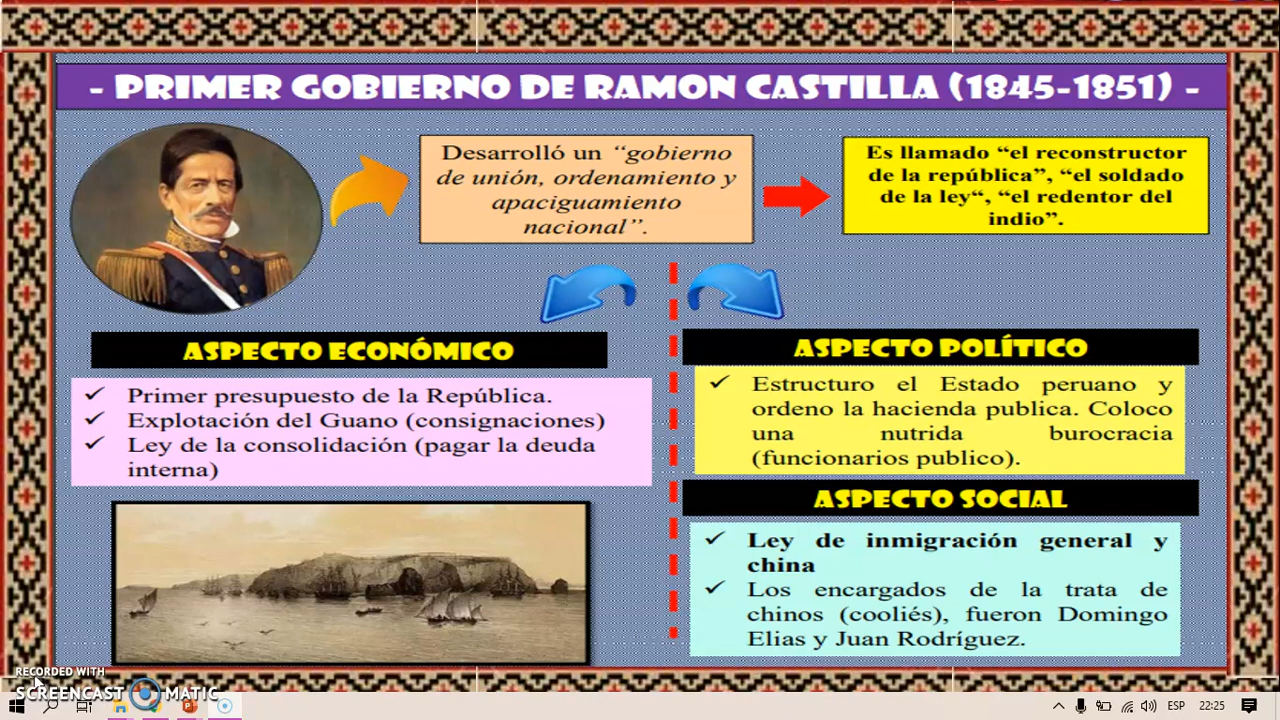 - PRIMER GOBIERNO DE RAMON CASTILLA (1845-1851) -
Desarrolló un “gobierno
de unión, ordenamiento y
apaciguamiento
nacional”.
Es llamado “el reconstructor
de la república”, “el soldado
de la ley“, “el redentor del
indio”.
ASPECTO ECONÓMICO
Primer presupuesto de la República.
Explotación del Guano (consignaciones)
Ley de la consolidación (pagar la deuda
interna)
ASPECTO POLÍTICO
Estructuro el Estado peruano y
ordeno la hacienda publica. Coloco
una nutrida burocracia
(funcionarios publico).
ASPECTO SOCIAL
Ley de inmigración general y
china
Los encargados de la trata de
chinos (cooliés), fueron Domingo
Elias y Juan Rodríguez.
RECORDED WITH
SCREENCAST MATIC
ESP 22:25